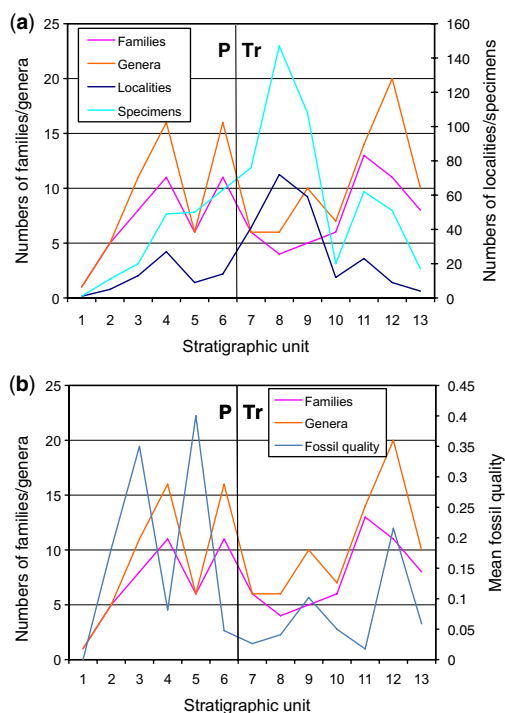 (a)
Numbers of families/genera
25
20
15
10
5
0
Families
Genera
Localities
Specimens
P Tr
160
140
120
100
80
60
40
20
0
Numbers of localities/specimens
1 2 3 4 5 6 7 8 9 10 11 12 13
Stratigraphic unit
(b)
Numbers of families/genera
25
20
15
10
5
0
P Tr
Families
Genera
Fossil quality
0.45
0.4
0.35
0.3
0.25
0.2
0.15
0.1
0.05
0
Mean fossil quality
1 2 3 4 5 6 7 8 9 10 11 12 13
Stratigraphic unit